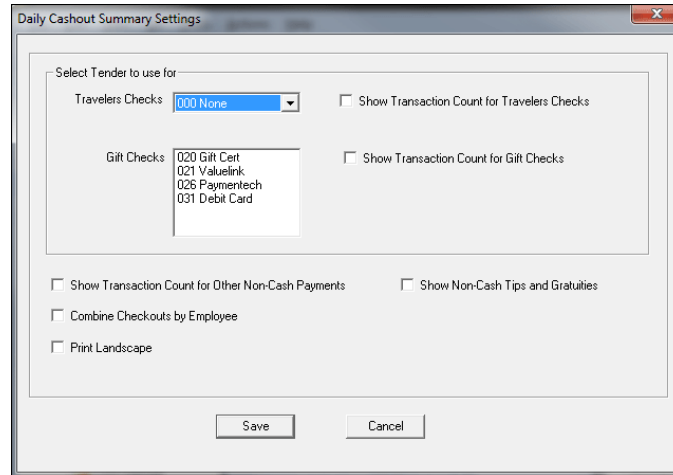 Daily Cashout Summary Settings
Select Tender to use for
Travelers Checks 000 None Show Transaction Count for Travelers Checks
Gift Checks 020 Gift Cert Show Transaction Count for Gift Checks
021 Valuelink
026 Paymentech
031 Debit Card
Show Transaction Count for Other Non-Cash Payments Show Non-Cash Tips and Gratuities
Combine Checkouts by Employee
Print Landscape
Save Cancel